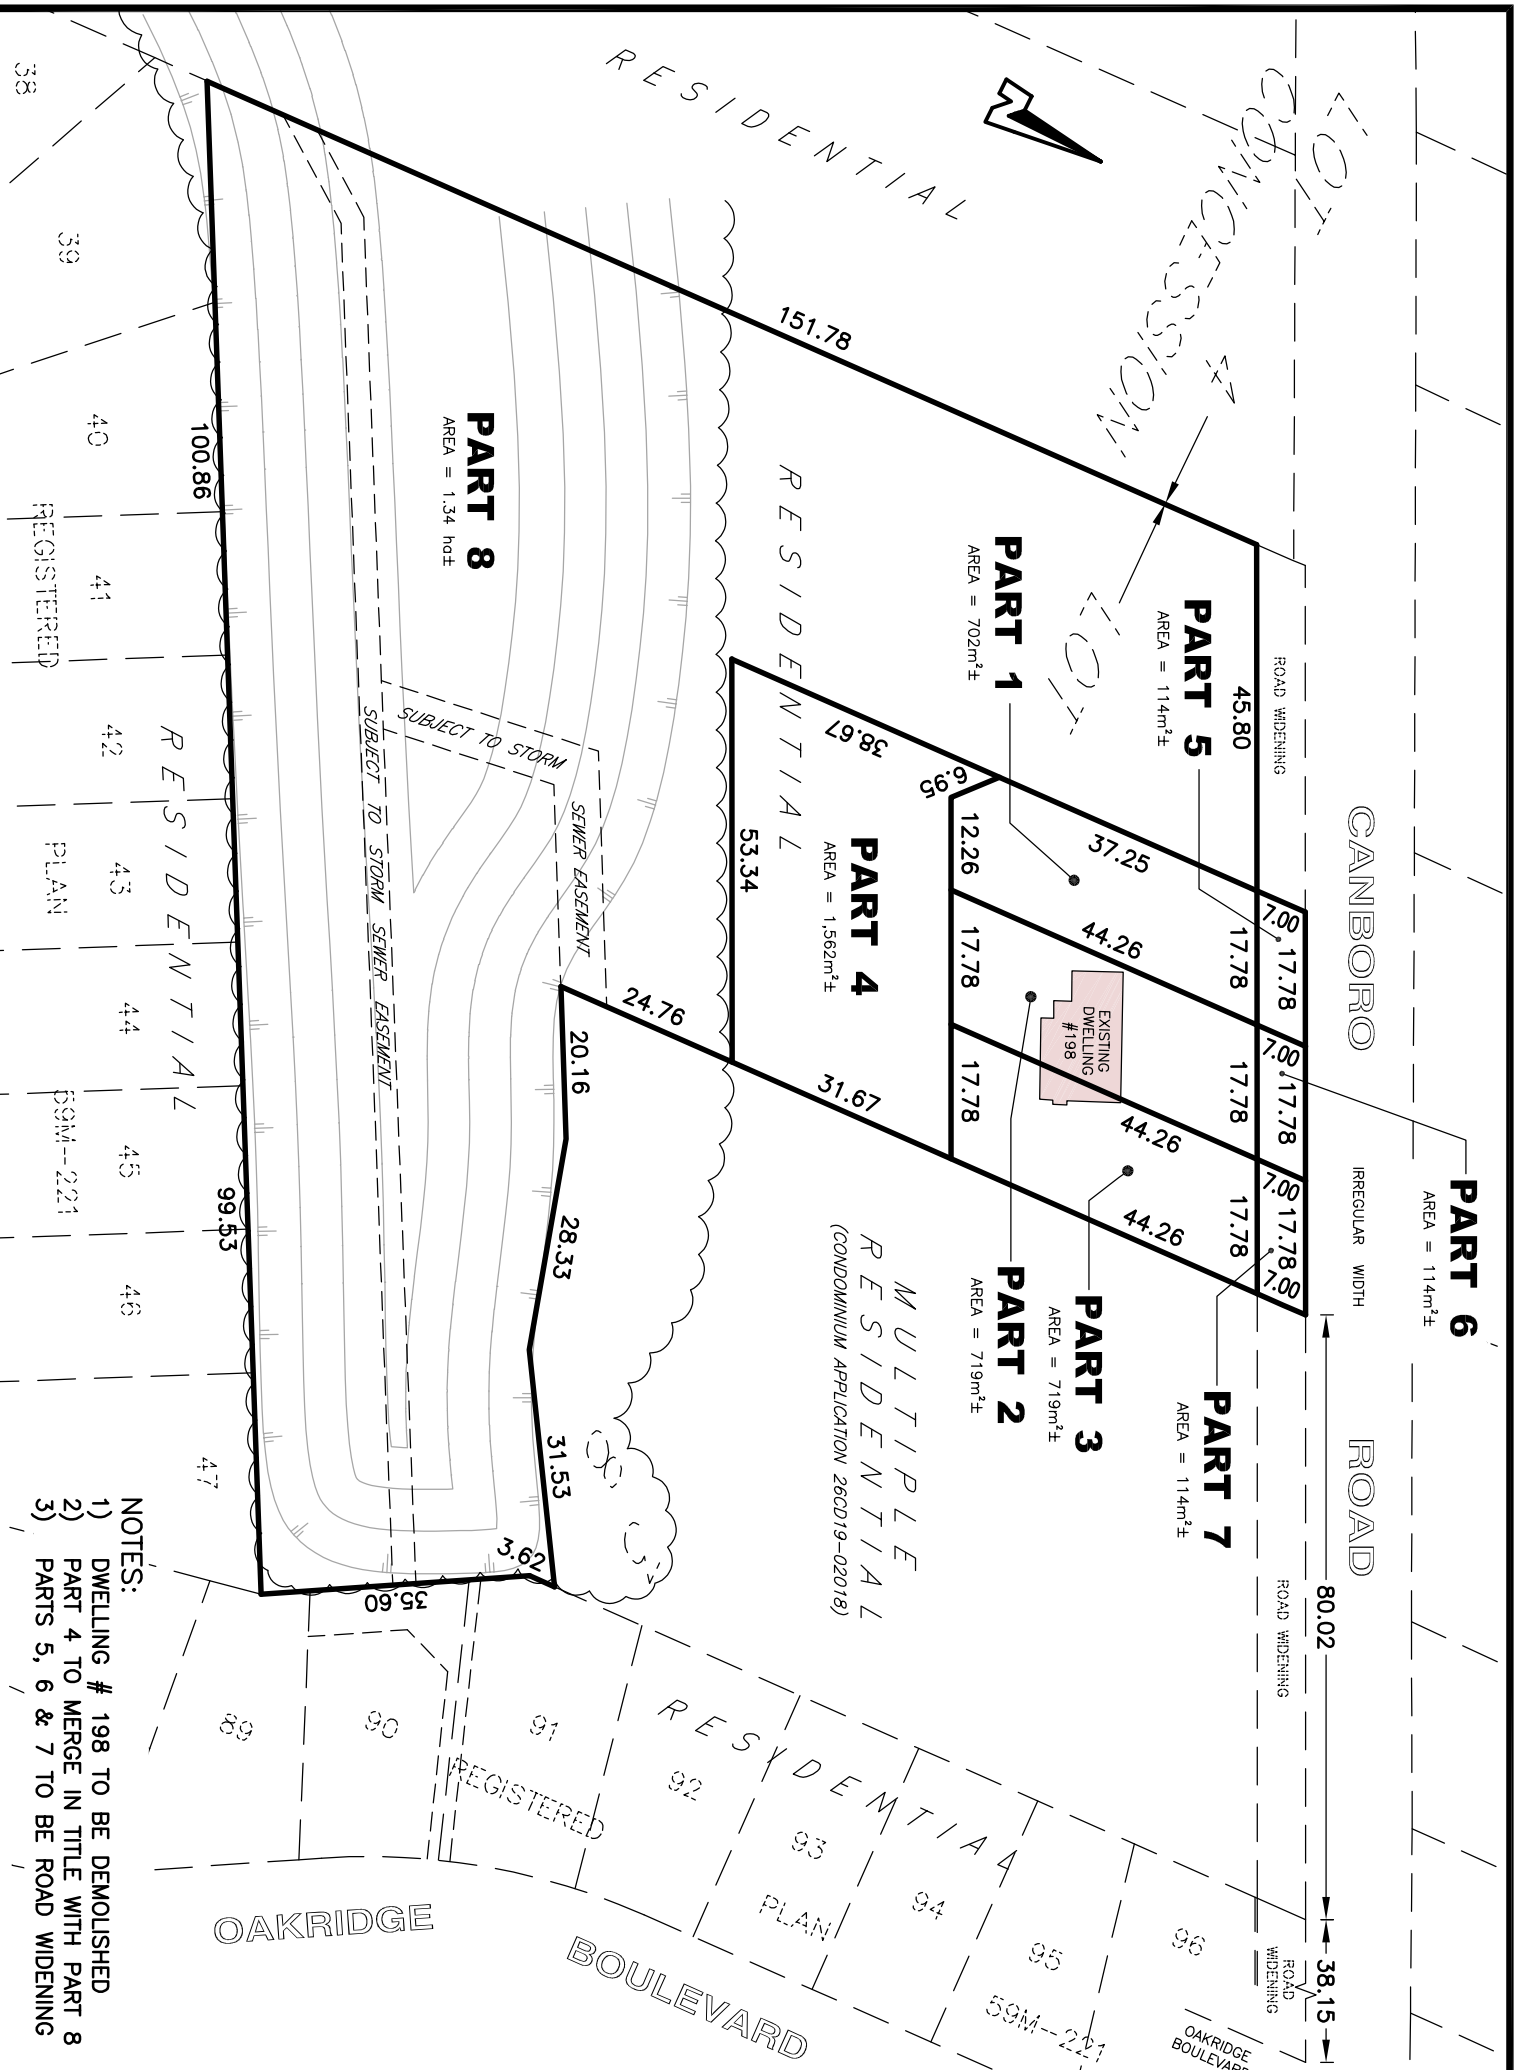 CANBORO ROAD
IRREGULAR WIDTH
PART 6
AREA = 114m²±
LOT 5
CONCESSION
LOT 4
ROAD WIDENING
ROAD WIDENING
ROAD WIDENING
80.02
38.15
OAKRIDGE
BOULEVARD
PART 5
AREA = 114m²±
45.80
7.00
17.78
7.00
17.78
7.00
17.78
7.00
17.78
17.78
17.78
PART 7
AREA = 114m²±
PART 1
AREA = 702m²±
37.25
44.26
44.26
44.26
EXISTING
DWELLING
#198
PART 3
AREA = 719m²±
PART 2
AREA = 719m²±
6.95
12.26
17.78
17.78
38.67
PART 4
AREA = 1,562m²±
31.67
53.34
MULTIPLE
RESIDENTIAL
(CONDOMINIUM APPLICATION 26CD19-02018)
RESIDENTIAL
RESIDENTIAL
151.78
24.76
20.16
28.33
31.53
3.62
35.60
SEWER EASEMENT
SUBJECT TO STORM
SUBJECT TO STORM SEWER EASEMENT
PART 8
AREA = 1.34 ha±
100.86
99.53
RESIDENTIAL
38
39
40
41
42
43
44
45
46
47
REGISTERED PLAN 59M-221
RESIDENTIAL
89
90
91
92
93
94
95
96
REGISTERED PLAN 59M-221
OAKRIDGE BOULEVARD
NOTES:
1) DWELLING # 198 TO BE DEMOLISHED
2) PART 4 TO MERGE IN TITLE WITH PART 8
3) PARTS 5, 6 & 7 TO BE ROAD WIDENING